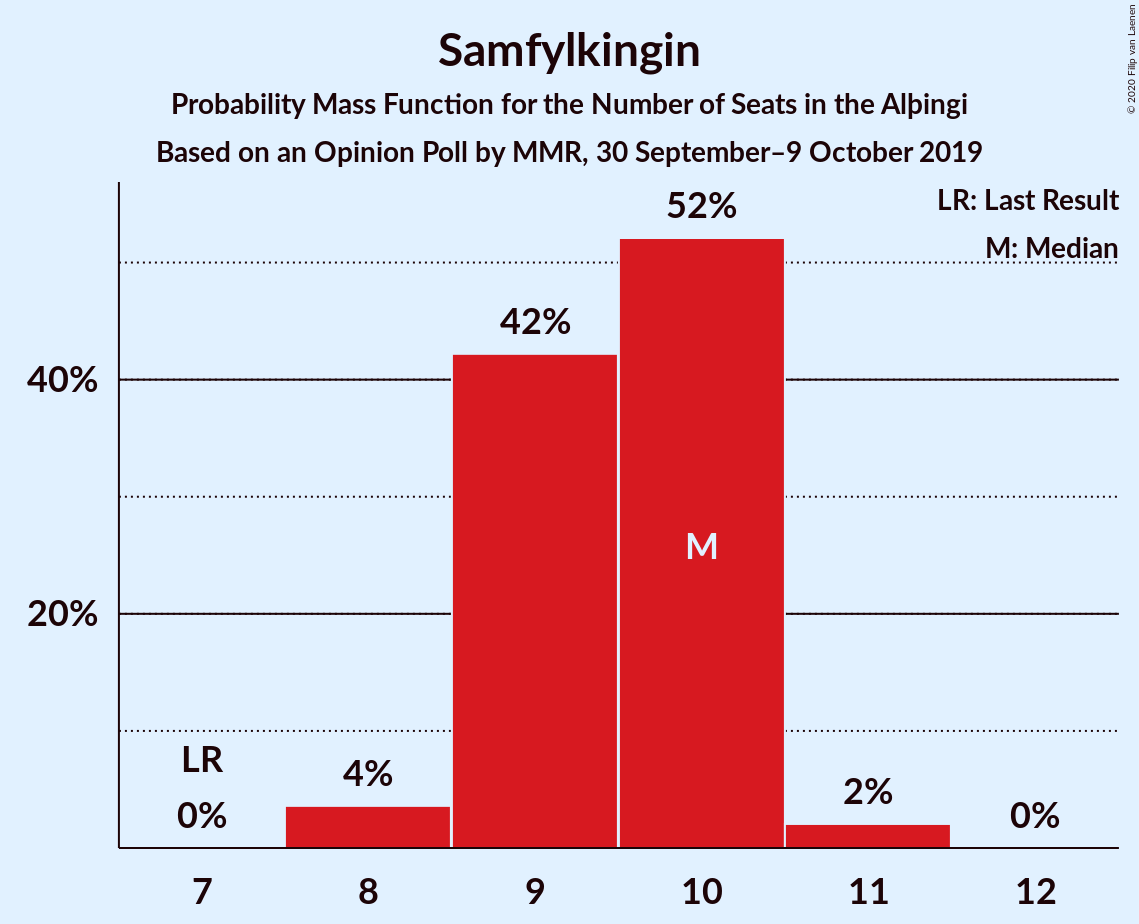 Samfylkingin
Probability Mass Function for the Number of Seats in the Alþingi
Based on an Opinion Poll by MMR, 30 September–9 October 2019
© 2020 Filip van Laenen
LR: Last Result
M: Median
52%
42%
40%
M
20%
LR
0%
4%
2%
0%
7 8 9 10 11 12